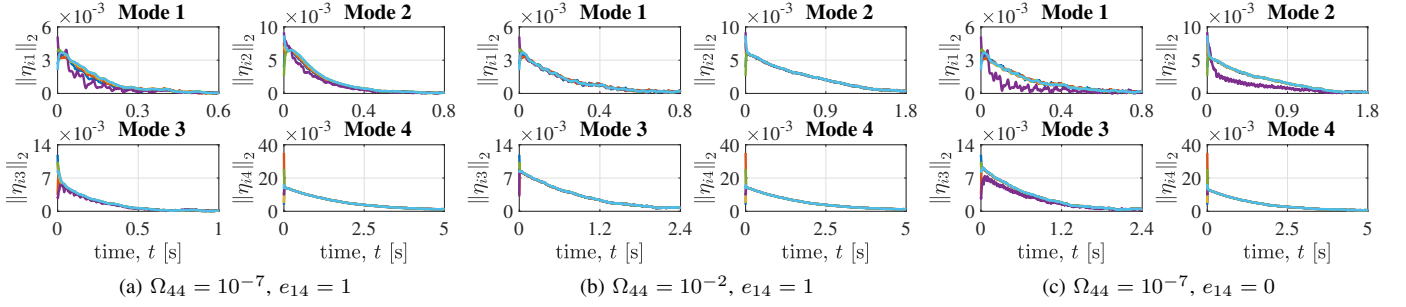 ×10⁻³ Mode 1
6
3
0
‖η_{i1}‖₂
0 0.3 0.6
×10⁻³ Mode 2
10
5
0
‖η_{i2}‖₂
0 0.4 0.8
×10⁻³ Mode 3
14
7
0
‖η_{i3}‖₂
0 0.5 1
time, t [s]
×10⁻³ Mode 4
40
20
0
‖η_{i4}‖₂
0 2.5 5
time, t [s]
(a) Ω₄₄ = 10⁻⁷, e₁₄ = 1
×10⁻³ Mode 1
6
3
0
‖η_{i1}‖₂
0 0.4 0.8
×10⁻³ Mode 2
10
5
0
‖η_{i2}‖₂
0 0.9 1.8
×10⁻³ Mode 3
14
7
0
‖η_{i3}‖₂
0 1.2 2.4
time, t [s]
×10⁻³ Mode 4
40
20
0
‖η_{i4}‖₂
0 2.5 5
time, t [s]
(b) Ω₄₄ = 10⁻², e₁₄ = 1
×10⁻³ Mode 1
6
3
0
‖η_{i1}‖₂
0 0.4 0.8
×10⁻³ Mode 2
10
5
0
‖η_{i2}‖₂
0 0.9 1.8
×10⁻³ Mode 3
14
7
0
‖η_{i3}‖₂
0 1.2 2.4
time, t [s]
×10⁻³ Mode 4
40
20
0
‖η_{i4}‖₂
0 2.5 5
time, t [s]
(c) Ω₄₄ = 10⁻⁷, e₁₄ = 0